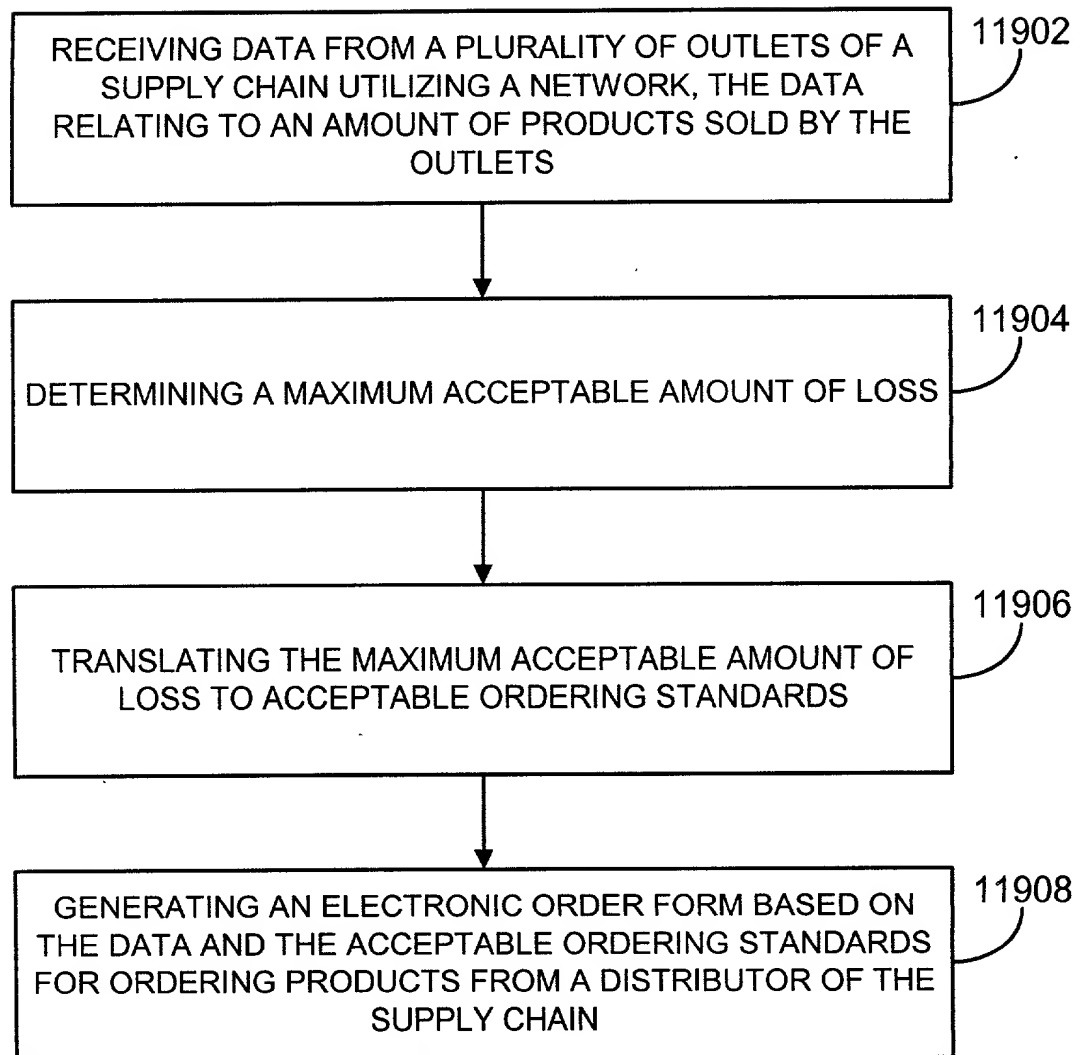 11902
RECEIVING DATA FROM A PLURALITY OF OUTLETS OF A
SUPPLY CHAIN UTILIZING A NETWORK, THE DATA
RELATING TO AN AMOUNT OF PRODUCTS SOLD BY THE
OUTLETS
11904
DETERMINING A MAXIMUM ACCEPTABLE AMOUNT OF LOSS
11906
TRANSLATING THE MAXIMUM ACCEPTABLE AMOUNT OF
LOSS TO ACCEPTABLE ORDERING STANDARDS
11908
GENERATING AN ELECTRONIC ORDER FORM BASED ON
THE DATA AND THE ACCEPTABLE ORDERING STANDARDS
FOR ORDERING PRODUCTS FROM A DISTRIBUTOR OF THE
SUPPLY CHAIN